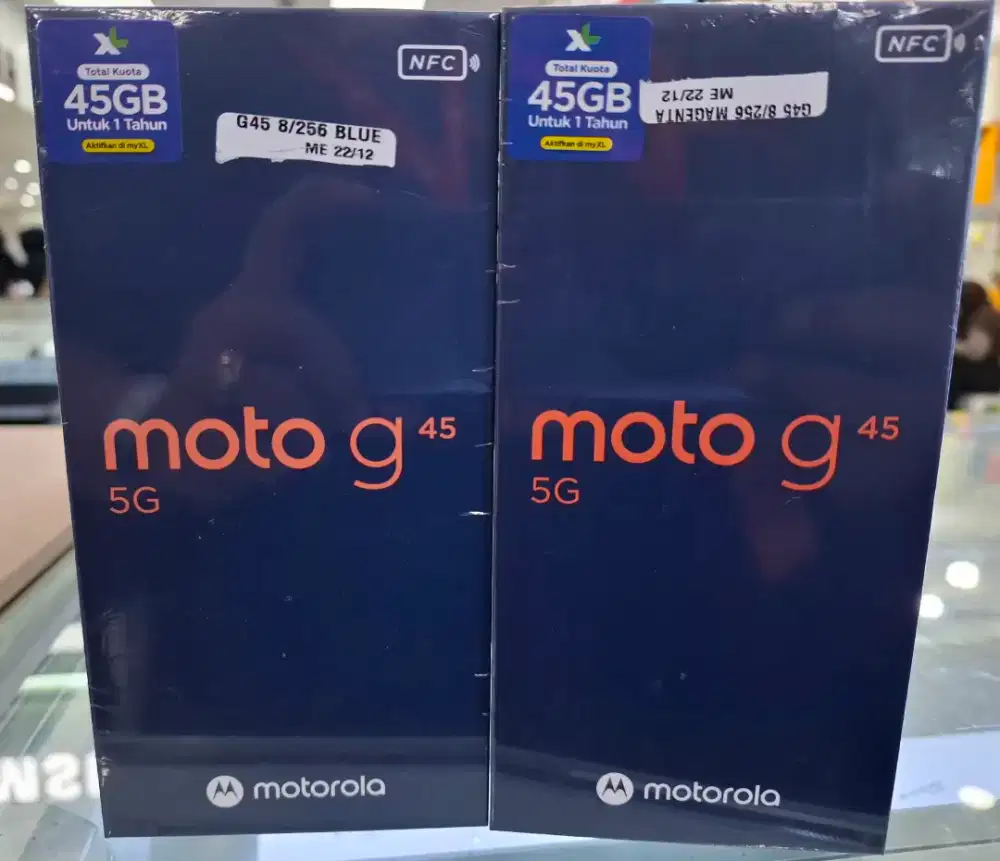 XL
Total Kuota
45GB
Untuk 1 Tahun
Aktifkan di myXL
NFC
G45 8/256 BLUE
ME 22/12
moto g 45
5G
motorola
XL
Total Kuota
45GB
Untuk 1 Tahun
Aktifkan di myXL
NFC
G45 8/256 MAGENTA
ME 22/12
moto g 45
5G
motorola